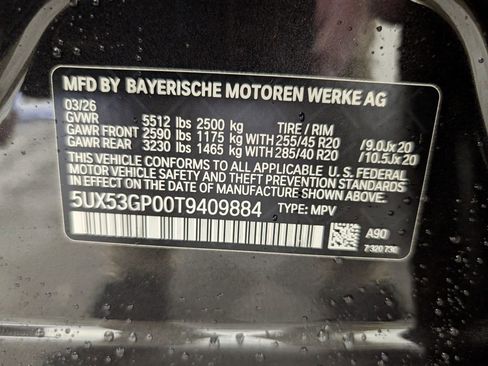 MFD BY BAYERISCHE MOTOREN WERKE AG
03/26
GVWR 5512 lbs 2500 kg TIRE / RIM
GAWR FRONT 2590 lbs 1175 kg WITH 255/45 R20 /9.0Jx20
GAWR REAR 3230 lbs 1465 kg WITH 285/40 R20 /10.5Jx20
THIS VEHICLE CONFORMS TO ALL APPLICABLE U. S. FEDERAL
MOTOR VEHICLE SAFETY, AND THEFT PREVENTION STANDARDS
IN EFFECT ON THE DATE OF MANUFACTURE SHOWN ABOVE.
5UX53GP00T9409884 TYPE: MPV
A90
7 320 730